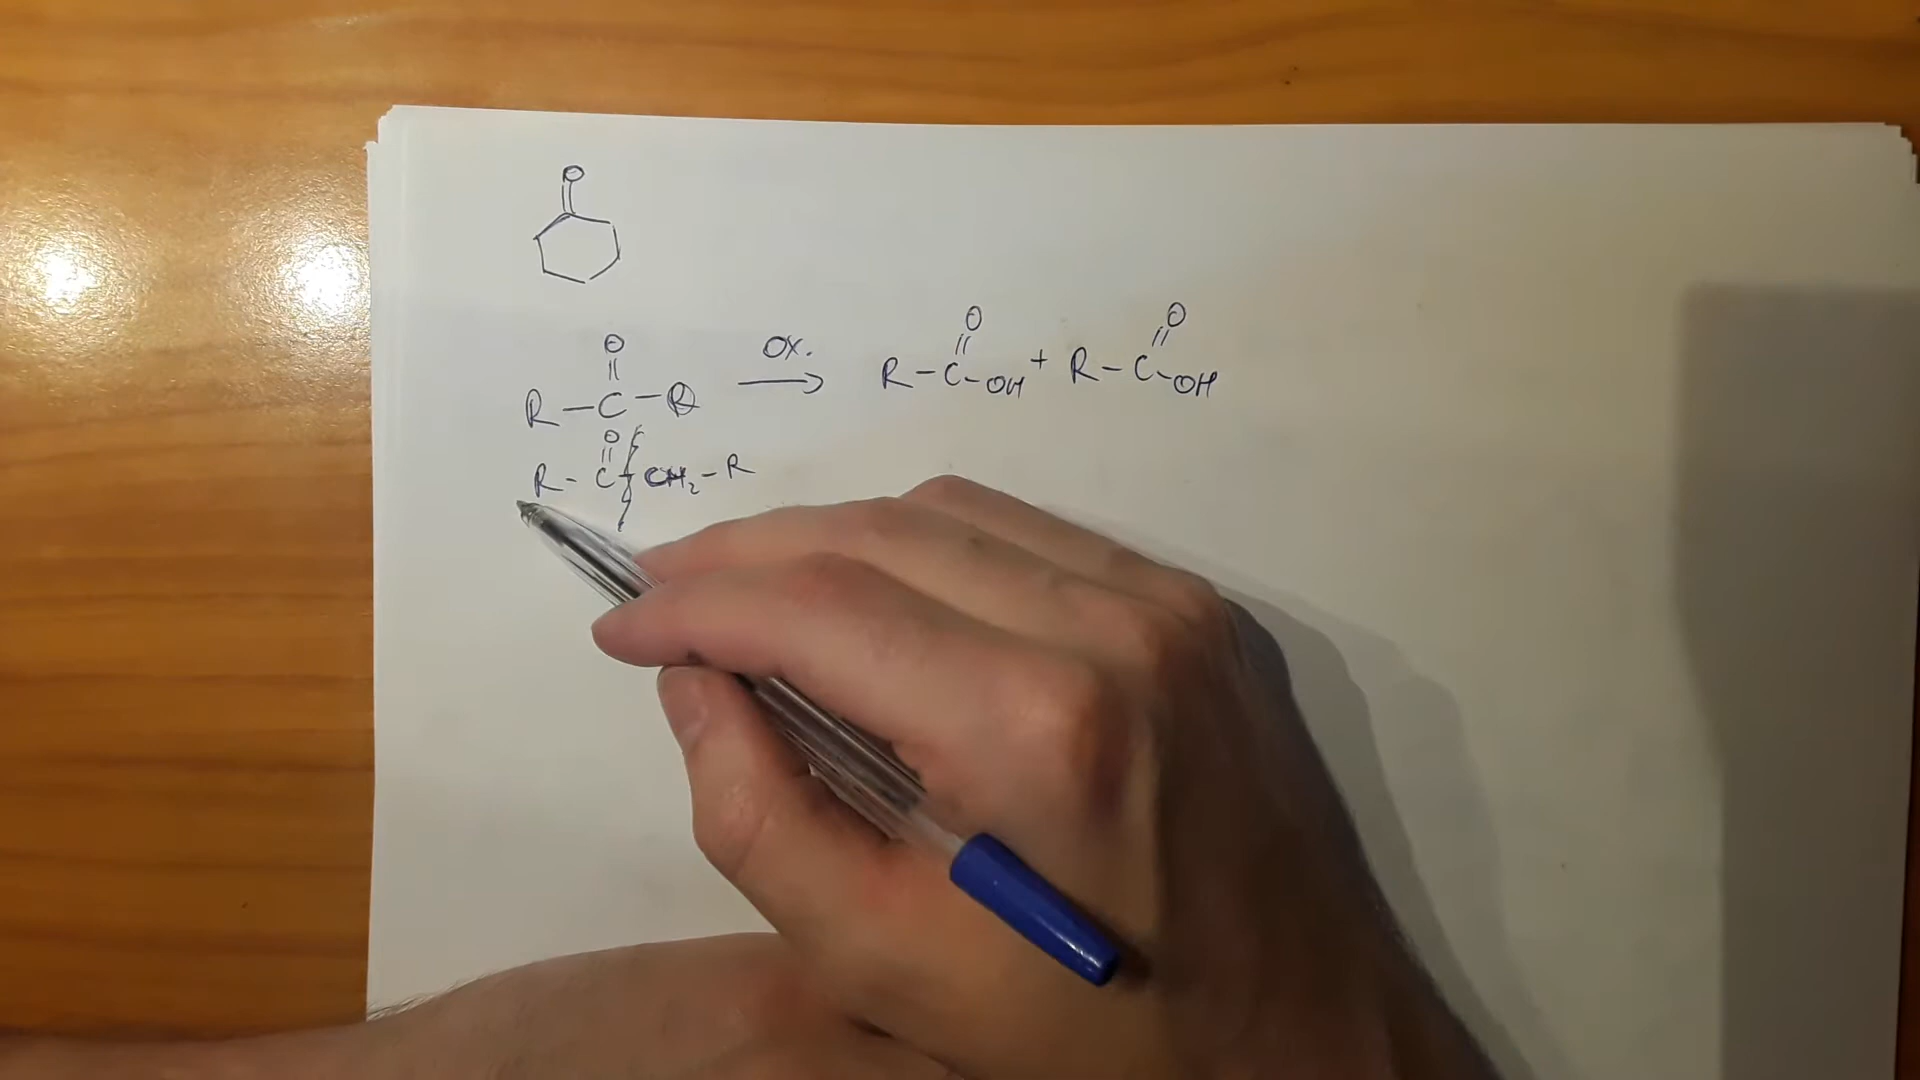 O
O
R-C-R ox. → R-C-OH + R-C-OH
O O
O
R-C-CH₂-R